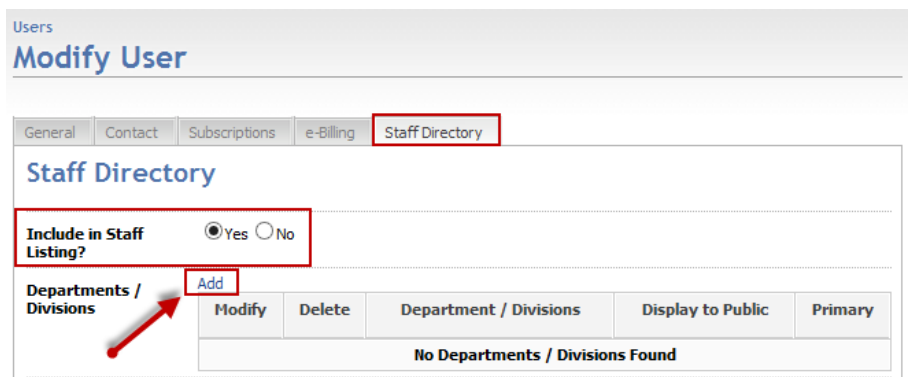 Users
Modify User
General Contact Subscriptions e-Billing Staff Directory
Staff Directory
Include in Staff Listing? Yes No
Departments / Divisions Add
Modify Delete Department / Divisions Display to Public Primary
No Departments / Divisions Found